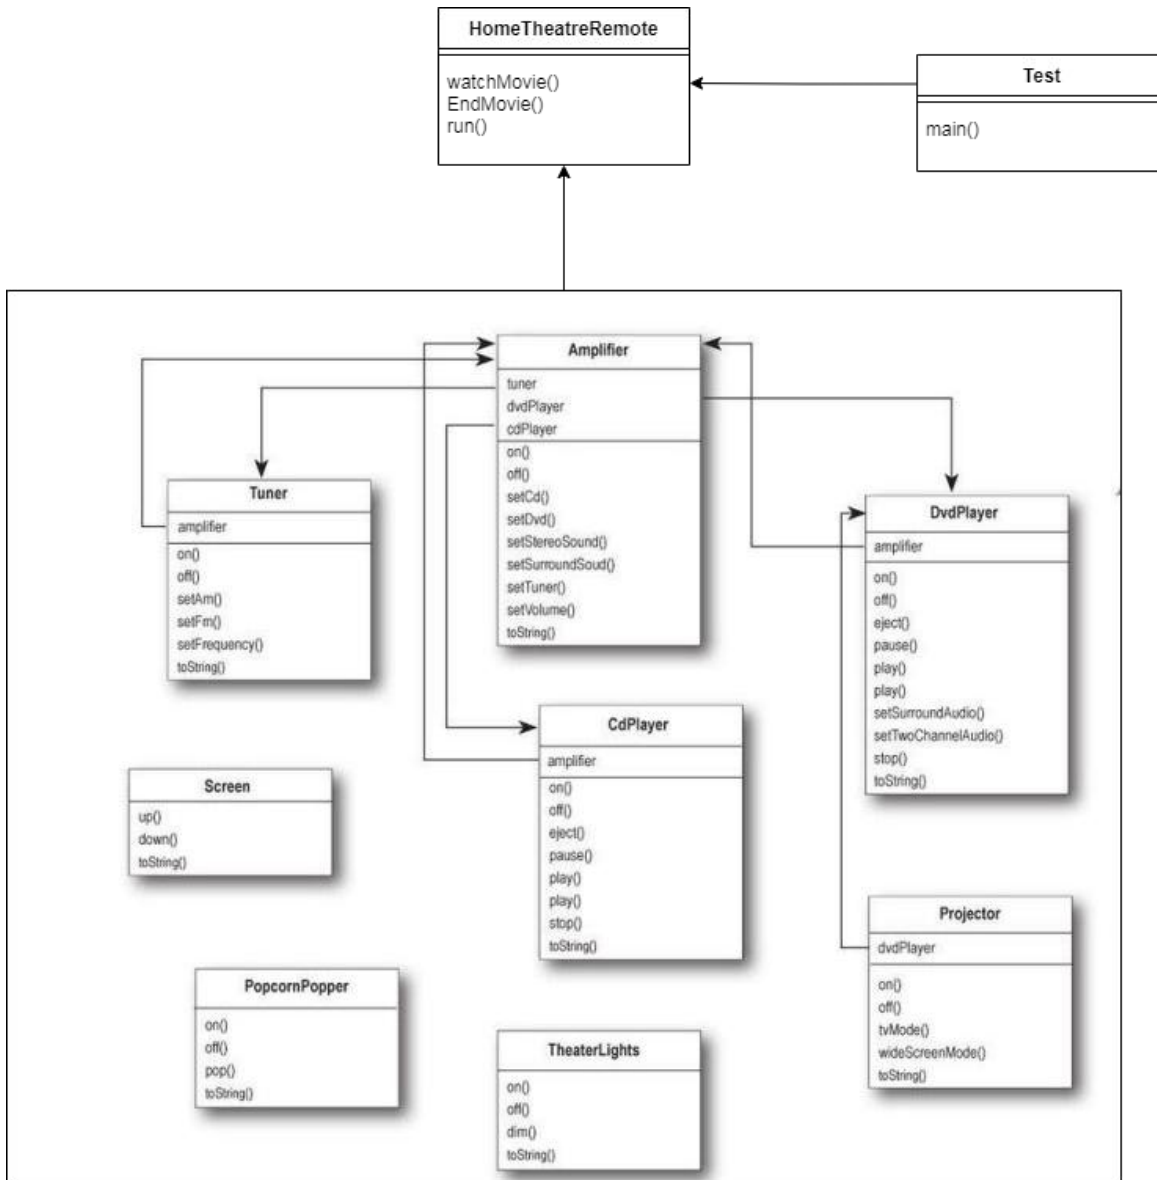 HomeTheatreRemote
watchMovie()
EndMovie()
run()
Test
main()
Amplifier
tuner
dvdPlayer
cdPlayer
on()
off()
setCd()
setDvd()
setStereoSound()
setSurroundSoud()
setTuner()
setVolume()
toString()
Tuner
amplifier
on()
off()
setAm()
setFm()
setFrequency()
toString()
DvdPlayer
amplifier
on()
off()
eject()
pause()
play()
play()
setSurroundAudio()
setTwoChannelAudio()
stop()
toString()
CdPlayer
amplifier
on()
off()
eject()
pause()
play()
play()
stop()
toString()
Screen
up()
down()
toString()
Projector
dvdPlayer
on()
off()
tvMode()
wideScreenMode()
toString()
PopcornPopper
on()
off()
pop()
toString()
TheaterLights
on()
off()
dim()
toString()